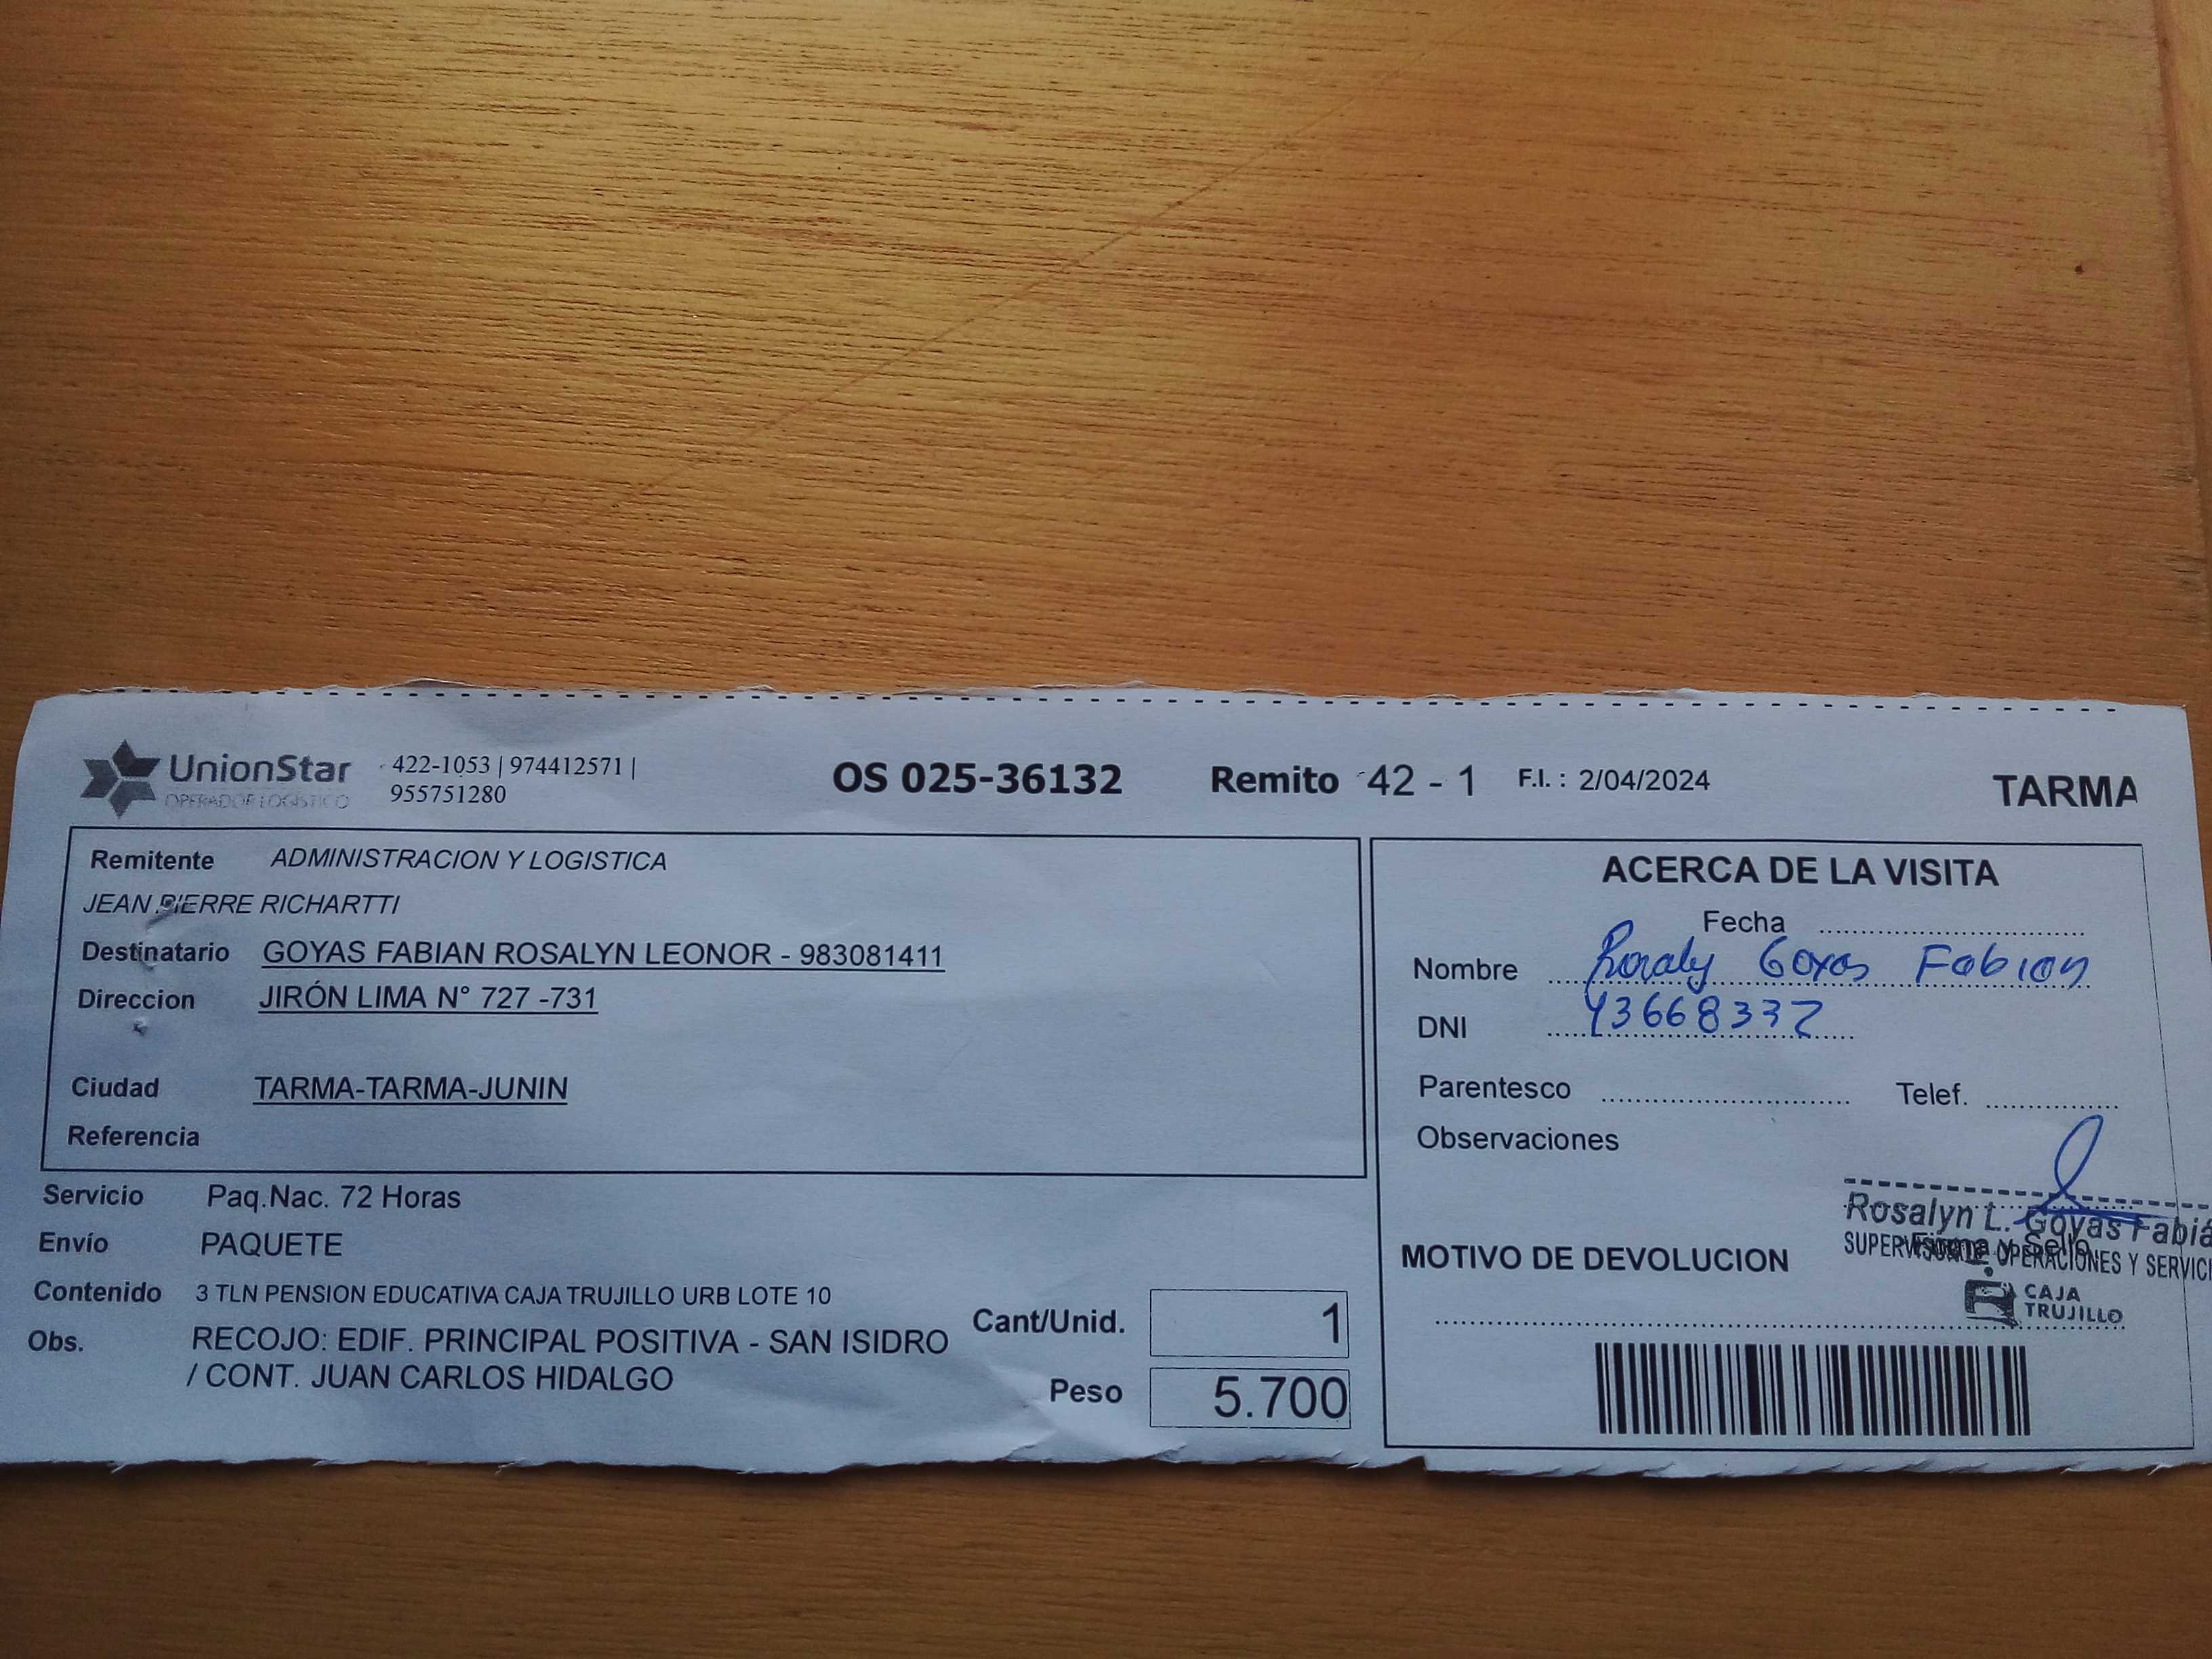 UnionStar
OPERADOR LOGISTICO
422-1053 | 974412571 |
955751280
OS 025-36132
Remito 42 - 1
F.I. : 2/04/2024
TARMA
Remitente ADMINISTRACION Y LOGISTICA
JEAN PIERRE RICHARTTI
Destinatario GOYAS FABIAN ROSALYN LEONOR - 983081411
Direccion JIRÓN LIMA N° 727 -731
Ciudad TARMA-TARMA-JUNIN
Referencia
Servicio Paq.Nac. 72 Horas
Envío PAQUETE
Contenido 3 TLN PENSION EDUCATIVA CAJA TRUJILLO URB LOTE 10
Obs. RECOJO: EDIF. PRINCIPAL POSITIVA - SAN ISIDRO
/ CONT. JUAN CARLOS HIDALGO
Cant/Unid. 1
Peso 5.700
ACERCA DE LA VISITA
Fecha
Nombre Rosaly Goyas Fabian
DNI 43668337
Parentesco
Telef.
Observaciones
Rosalyn L. Goyas Fabiá
Firma y Sello
SUPERVISOR DE OPERACIONES Y SERVICI
CAJA
TRUJILLO
MOTIVO DE DEVOLUCION